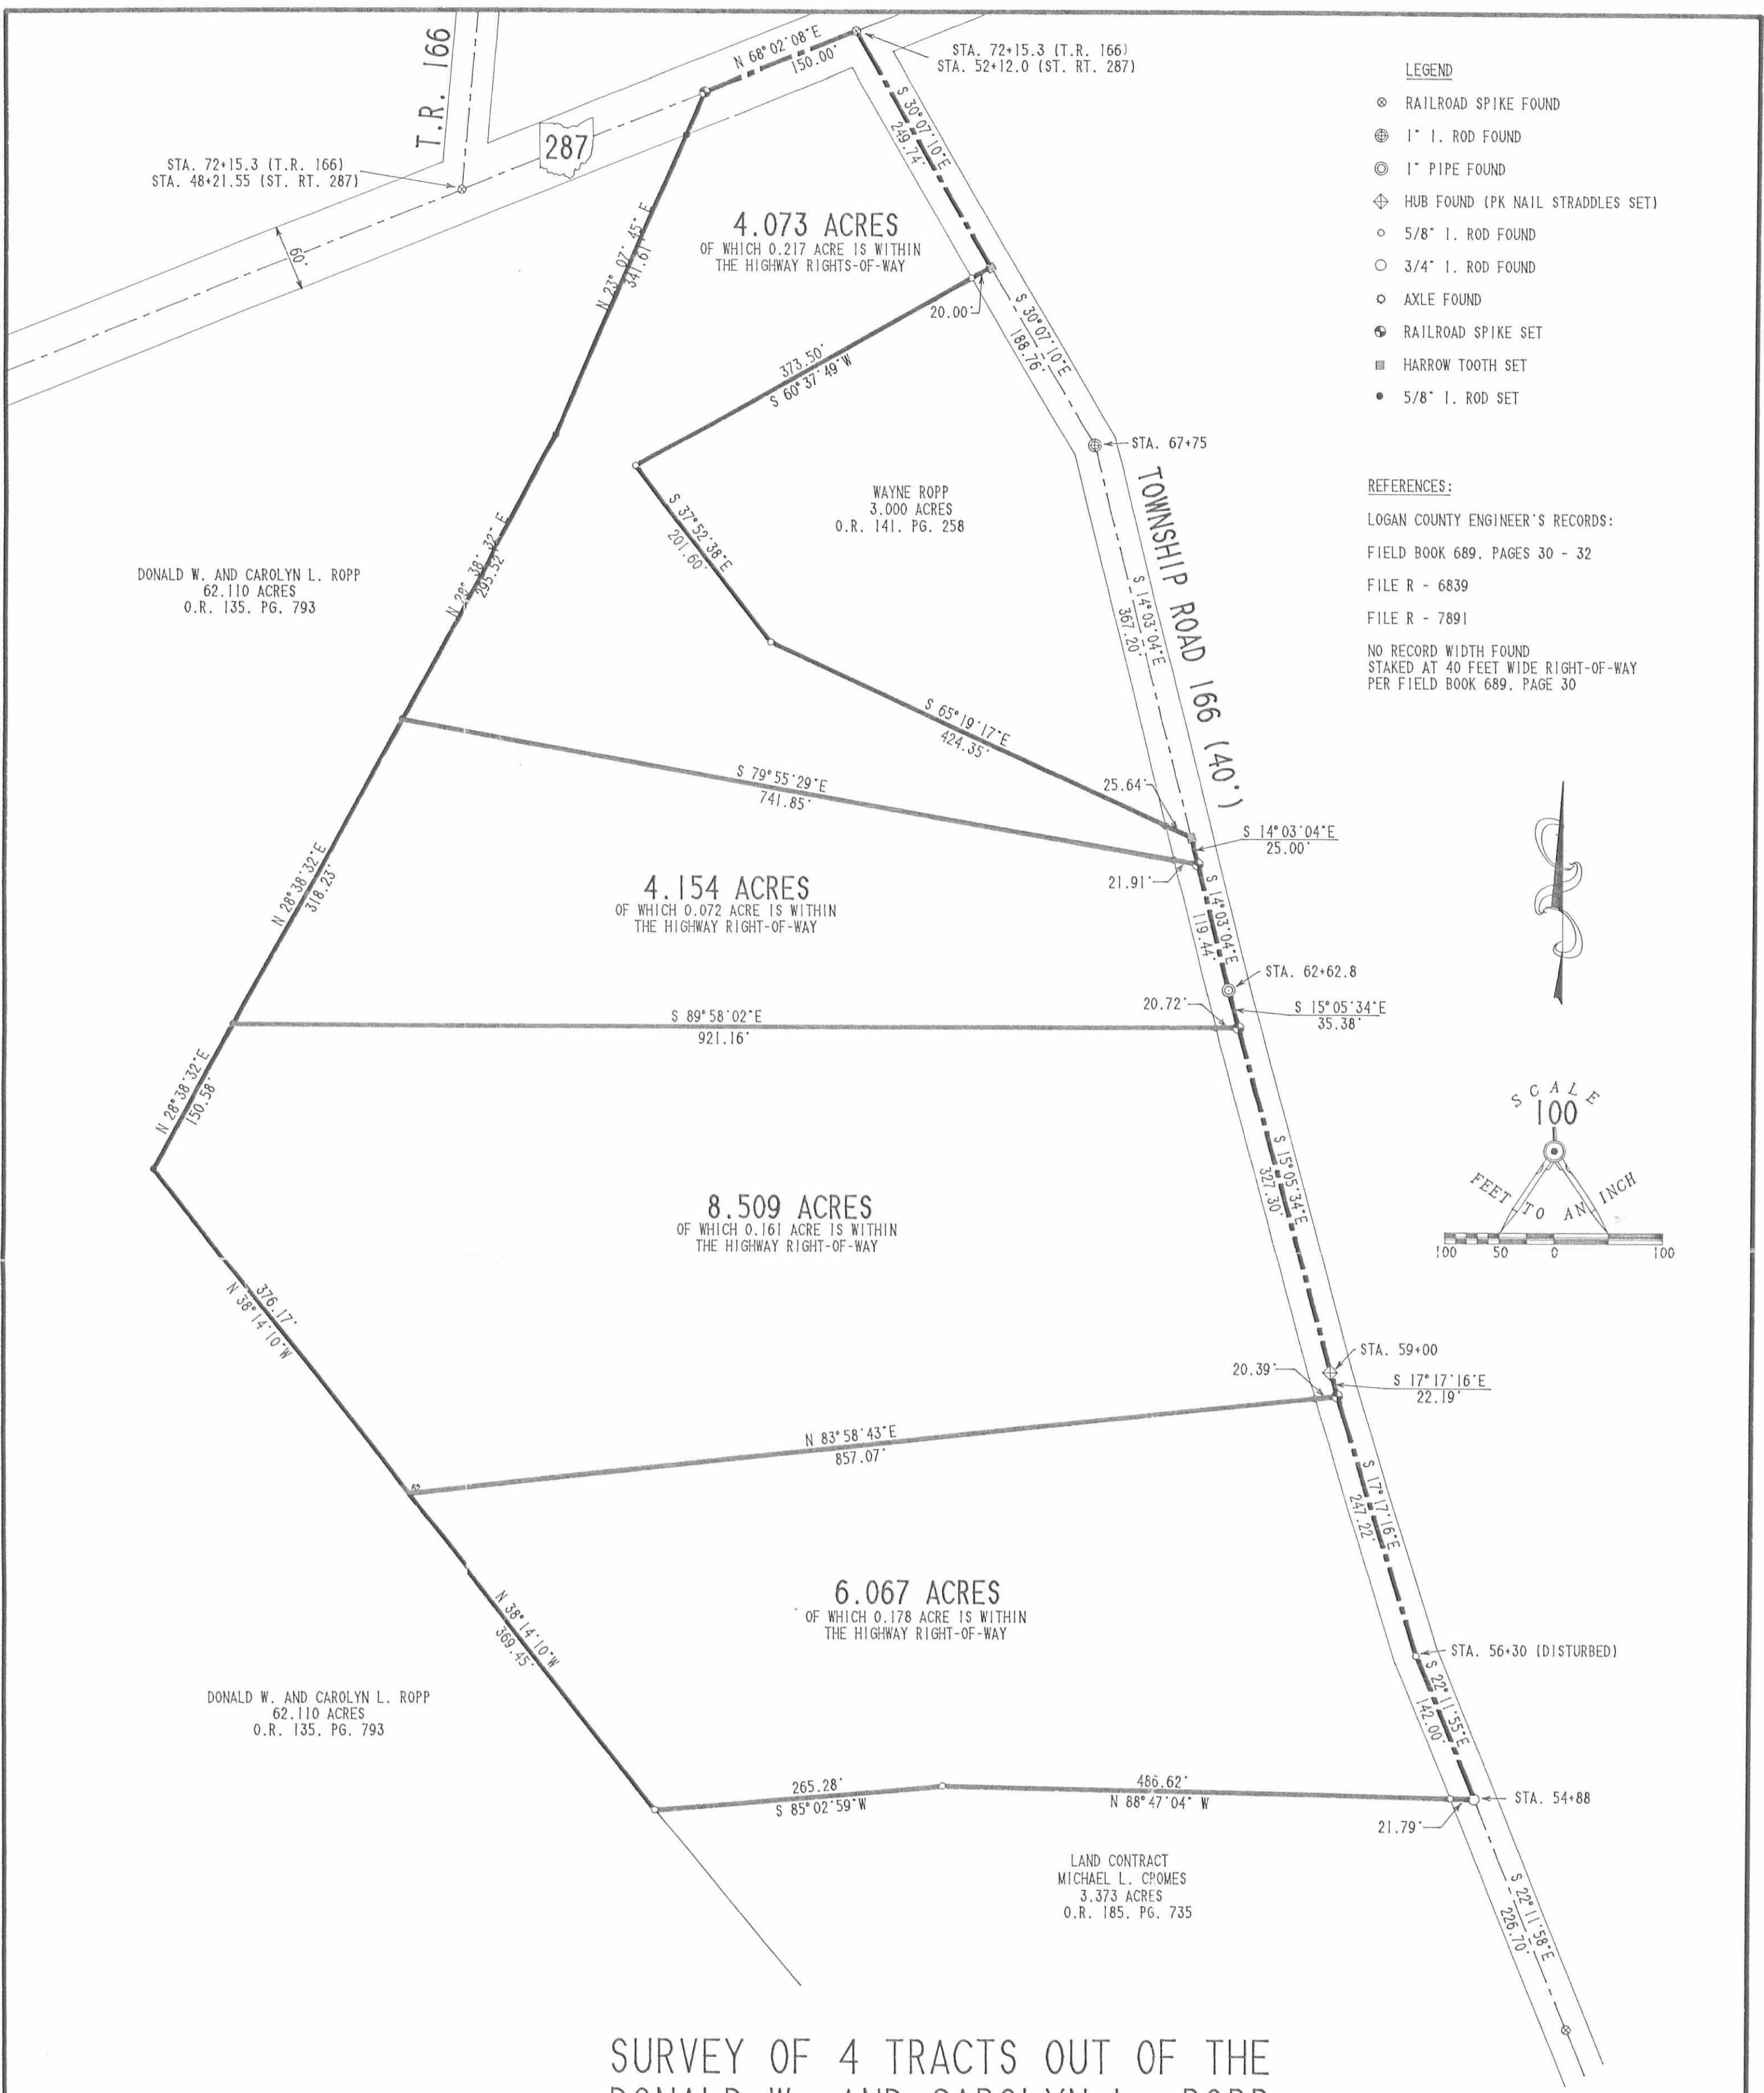 T.R. 166
N 68°02'08"E
150.00'
STA. 72+15.3 (T.R. 166)
STA. 52+12.0 (ST. RT. 287)
STA. 72+15.3 (T.R. 166)
STA. 48+21.55 (ST. RT. 287)
287
60'
S 30°07'10"E
249.74'
N 23° 07' 45" E
341.61'
4.073 ACRES
OF WHICH 0.217 ACRE IS WITHIN
THE HIGHWAY RIGHTS-OF-WAY
20.00'
S 30°07'10"E
188.76'
373.50'
S 60°37'49"W
STA. 67+75
LEGEND
RAILROAD SPIKE FOUND
1" I. ROD FOUND
1" PIPE FOUND
HUB FOUND (PK NAIL STRADDLES SET)
5/8" I. ROD FOUND
3/4" I. ROD FOUND
AXLE FOUND
RAILROAD SPIKE SET
HARROW TOOTH SET
5/8" I. ROD SET
REFERENCES:
LOGAN COUNTY ENGINEER'S RECORDS:
FIELD BOOK 689, PAGES 30 - 32
FILE R - 6839
FILE R - 7891
NO RECORD WIDTH FOUND
STAKED AT 40 FEET WIDE RIGHT-OF-WAY
PER FIELD BOOK 689, PAGE 30
WAYNE ROPP
3.000 ACRES
O.R. 141, PG. 258
S 37°52'38"E
201.60'
TOWNSHIP ROAD 166 (40')
S 14°03'04"E
367.20'
DONALD W. AND CAROLYN L. ROPP
62.110 ACRES
O.R. 135, PG. 793
N 28° 38' 32" E
295.52'
S 65°19'17"E
424.35'
S 79°55'29"E
741.85'
25.64'
S 14°03'04"E
25.00'
21.91'
N 28°38'32"E
318.23'
4.154 ACRES
OF WHICH 0.072 ACRE IS WITHIN
THE HIGHWAY RIGHT-OF-WAY
S 14°03'04"E
119.44'
STA. 62+62.8
20.72'
S 15°05'34"E
35.38'
S 89°58'02"E
921.16'
N 28°38'32"E
150.58'
SCALE
100
FEET TO AN INCH
100 50 0 100
S 15°05'34"E
327.30'
8.509 ACRES
OF WHICH 0.161 ACRE IS WITHIN
THE HIGHWAY RIGHT-OF-WAY
376.17'
N 38°14'10"W
STA. 59+00
20.39'
S 17°17'16"E
22.19'
N 83°58'43"E
857.07'
S 17°17'16"E
247.22'
6.067 ACRES
OF WHICH 0.178 ACRE IS WITHIN
THE HIGHWAY RIGHT-OF-WAY
N 38°14'10"W
369.45'
STA. 56+30 (DISTURBED)
S 22°11'55"E
142.00'
DONALD W. AND CAROLYN L. ROPP
62.110 ACRES
O.R. 135, PG. 793
265.28'
S 85°02'59"W
486.62'
N 88°47'04" W
STA. 54+88
21.79'
LAND CONTRACT
MICHAEL L. CROMES
3.373 ACRES
O.R. 185, PG. 735
S 22°11'58"E
226.70'
SURVEY OF 4 TRACTS OUT OF THE
DONALD W. AND CAROLYN L. ROPP